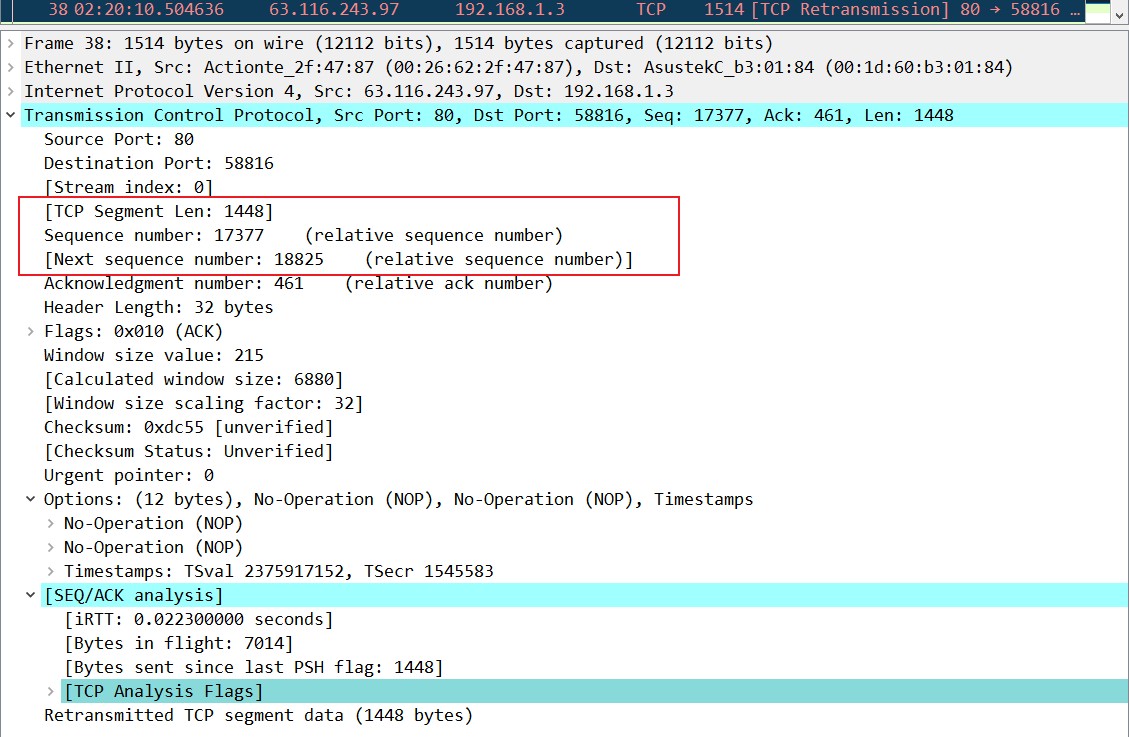 38 02:20:10.504636 63.116.243.97 192.168.1.3 TCP 1514 [TCP Retransmission] 80 → 58816 …
Frame 38: 1514 bytes on wire (12112 bits), 1514 bytes captured (12112 bits)
Ethernet II, Src: Actionte_2f:47:87 (00:26:62:2f:47:87), Dst: AsustekC_b3:01:84 (00:1d:60:b3:01:84)
Internet Protocol Version 4, Src: 63.116.243.97, Dst: 192.168.1.3
Transmission Control Protocol, Src Port: 80, Dst Port: 58816, Seq: 17377, Ack: 461, Len: 1448
Source Port: 80
Destination Port: 58816
[Stream index: 0]
[TCP Segment Len: 1448]
Sequence number: 17377 (relative sequence number)
[Next sequence number: 18825 (relative sequence number)]
Acknowledgment number: 461 (relative ack number)
Header Length: 32 bytes
Flags: 0x010 (ACK)
Window size value: 215
[Calculated window size: 6880]
[Window size scaling factor: 32]
Checksum: 0xdc55 [unverified]
[Checksum Status: Unverified]
Urgent pointer: 0
Options: (12 bytes), No-Operation (NOP), No-Operation (NOP), Timestamps
No-Operation (NOP)
No-Operation (NOP)
Timestamps: TSval 2375917152, TSecr 1545583
[SEQ/ACK analysis]
[iRTT: 0.022300000 seconds]
[Bytes in flight: 7014]
[Bytes sent since last PSH flag: 1448]
[TCP Analysis Flags]
Retransmitted TCP segment data (1448 bytes)